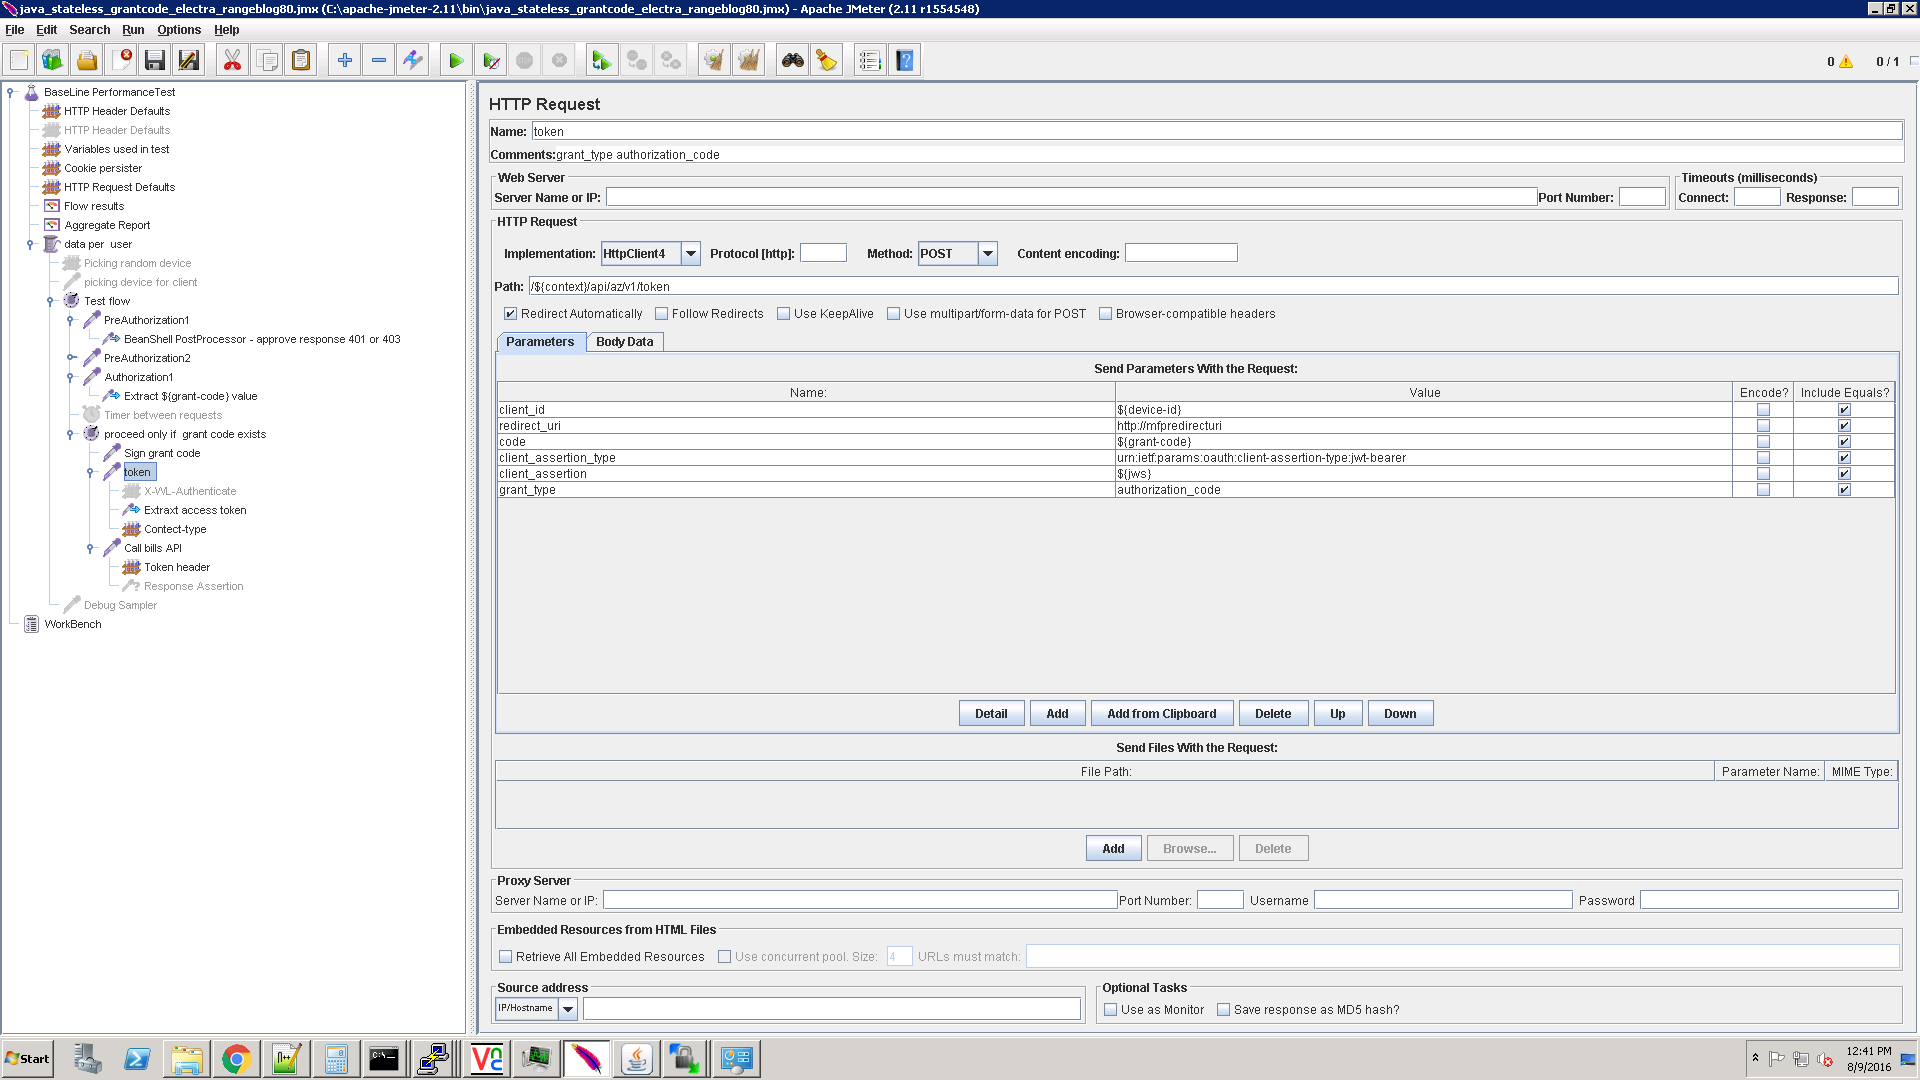 java_stateless_grantcode_electra_rangeblog80.jmx (C:\apache-jmeter-2.11\bin\java_stateless_grantcode_electra_rangeblog80.jmx) - Apache JMeter (2.11 r1554548)
File Edit Search Run Options Help
0 0 / 1
BaseLine PerformanceTest
HTTP Header Defaults
HTTP Header Defaults
Variables used in test
Cookie persister
HTTP Request Defaults
Flow results
Aggregate Report
data per user
Picking random device
picking device for client
Test flow
PreAuthorization1
BeanShell PostProcessor - approve response 401 or 403
PreAuthorization2
Authorization1
Extract ${grant-code} value
Timer between requests
proceed only if grant code exists
Sign grant code
token
X-WL-Authenticate
Extraxt access token
Contect-type
Call bills API
Token header
Response Assertion
Debug Sampler
WorkBench
HTTP Request
Name: token
Comments: grant_type authorization_code
Web Server
Server Name or IP: Port Number:
Timeouts (milliseconds)
Connect: Response:
HTTP Request
Implementation: HttpClient4 Protocol [http]: Method: POST Content encoding:
Path: /${context}/api/az/v1/token
Redirect Automatically Follow Redirects Use KeepAlive Use multipart/form-data for POST Browser-compatible headers
Parameters Body Data
Send Parameters With the Request:
Name: Value Encode? Include Equals?
client_id ${device-id}
redirect_uri http://mfpredirecturi
code ${grant-code}
client_assertion_type urn:ietf:params:oauth:client-assertion-type:jwt-bearer
client_assertion ${jws}
grant_type authorization_code
Detail Add Add from Clipboard Delete Up Down
Send Files With the Request:
File Path: Parameter Name: MIME Type:
Add Browse... Delete
Proxy Server
Server Name or IP: Port Number: Username Password
Embedded Resources from HTML Files
Retrieve All Embedded Resources Use concurrent pool. Size: 4 URLs must match:
Source address
IP/Hostname
Optional Tasks
Use as Monitor Save response as MD5 hash?
Start
12:41 PM
8/9/2016